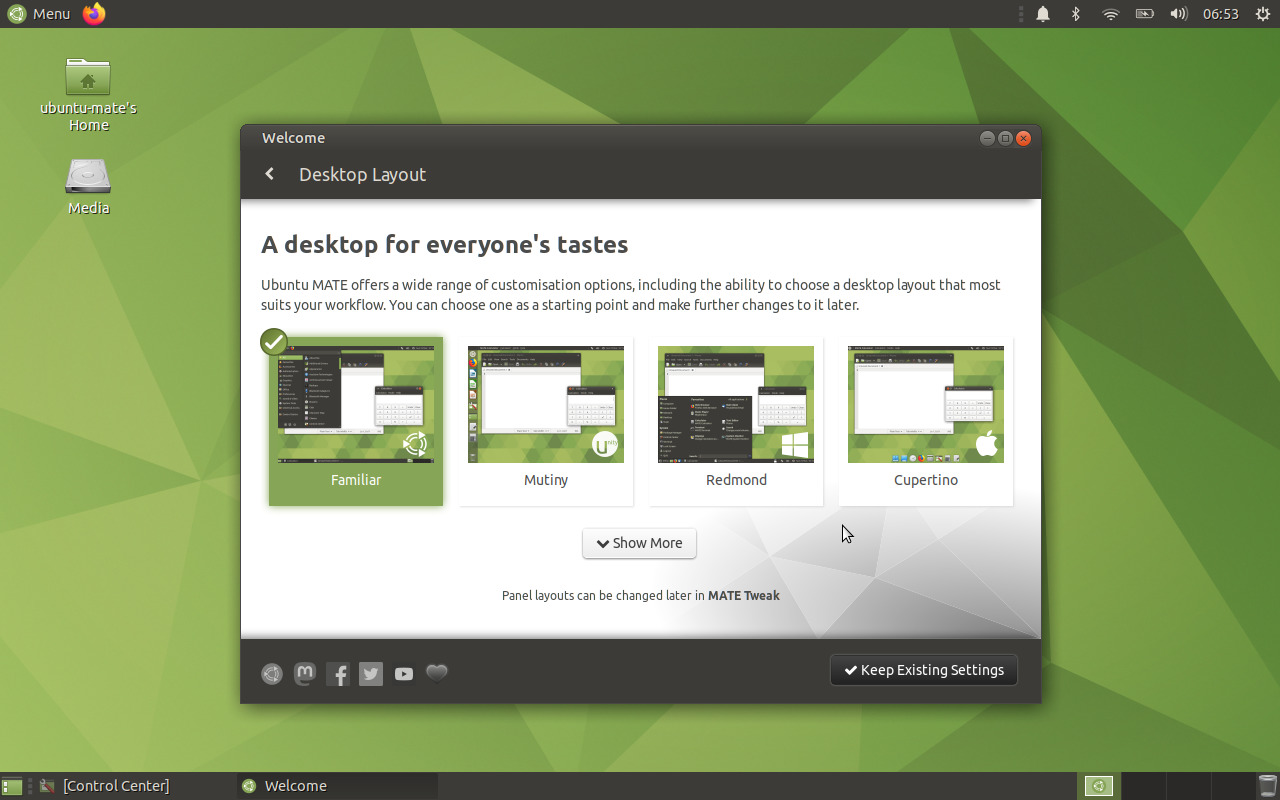 Menu
06:53
ubuntu-mate's
Home
Media
Welcome
Desktop Layout
A desktop for everyone's tastes
Ubuntu MATE offers a wide range of customisation options, including the ability to choose a desktop layout that most
suits your workflow. You can choose one as a starting point and make further changes to it later.
Familiar
Mutiny
Redmond
Cupertino
Show More
Panel layouts can be changed later in MATE Tweak
Keep Existing Settings
[Control Center]
Welcome